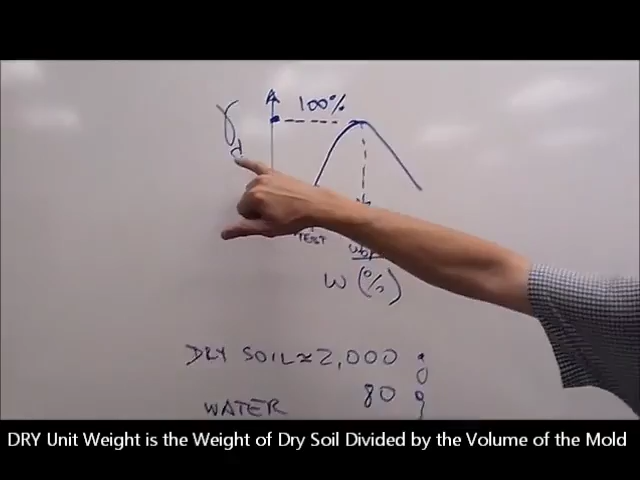 100%
γd
TEST
W (%)
DRY SOIL ≈ 2,000 g
WATER 80 g
DRY Unit Weight is the Weight of Dry Soil Divided by the Volume of the Mold